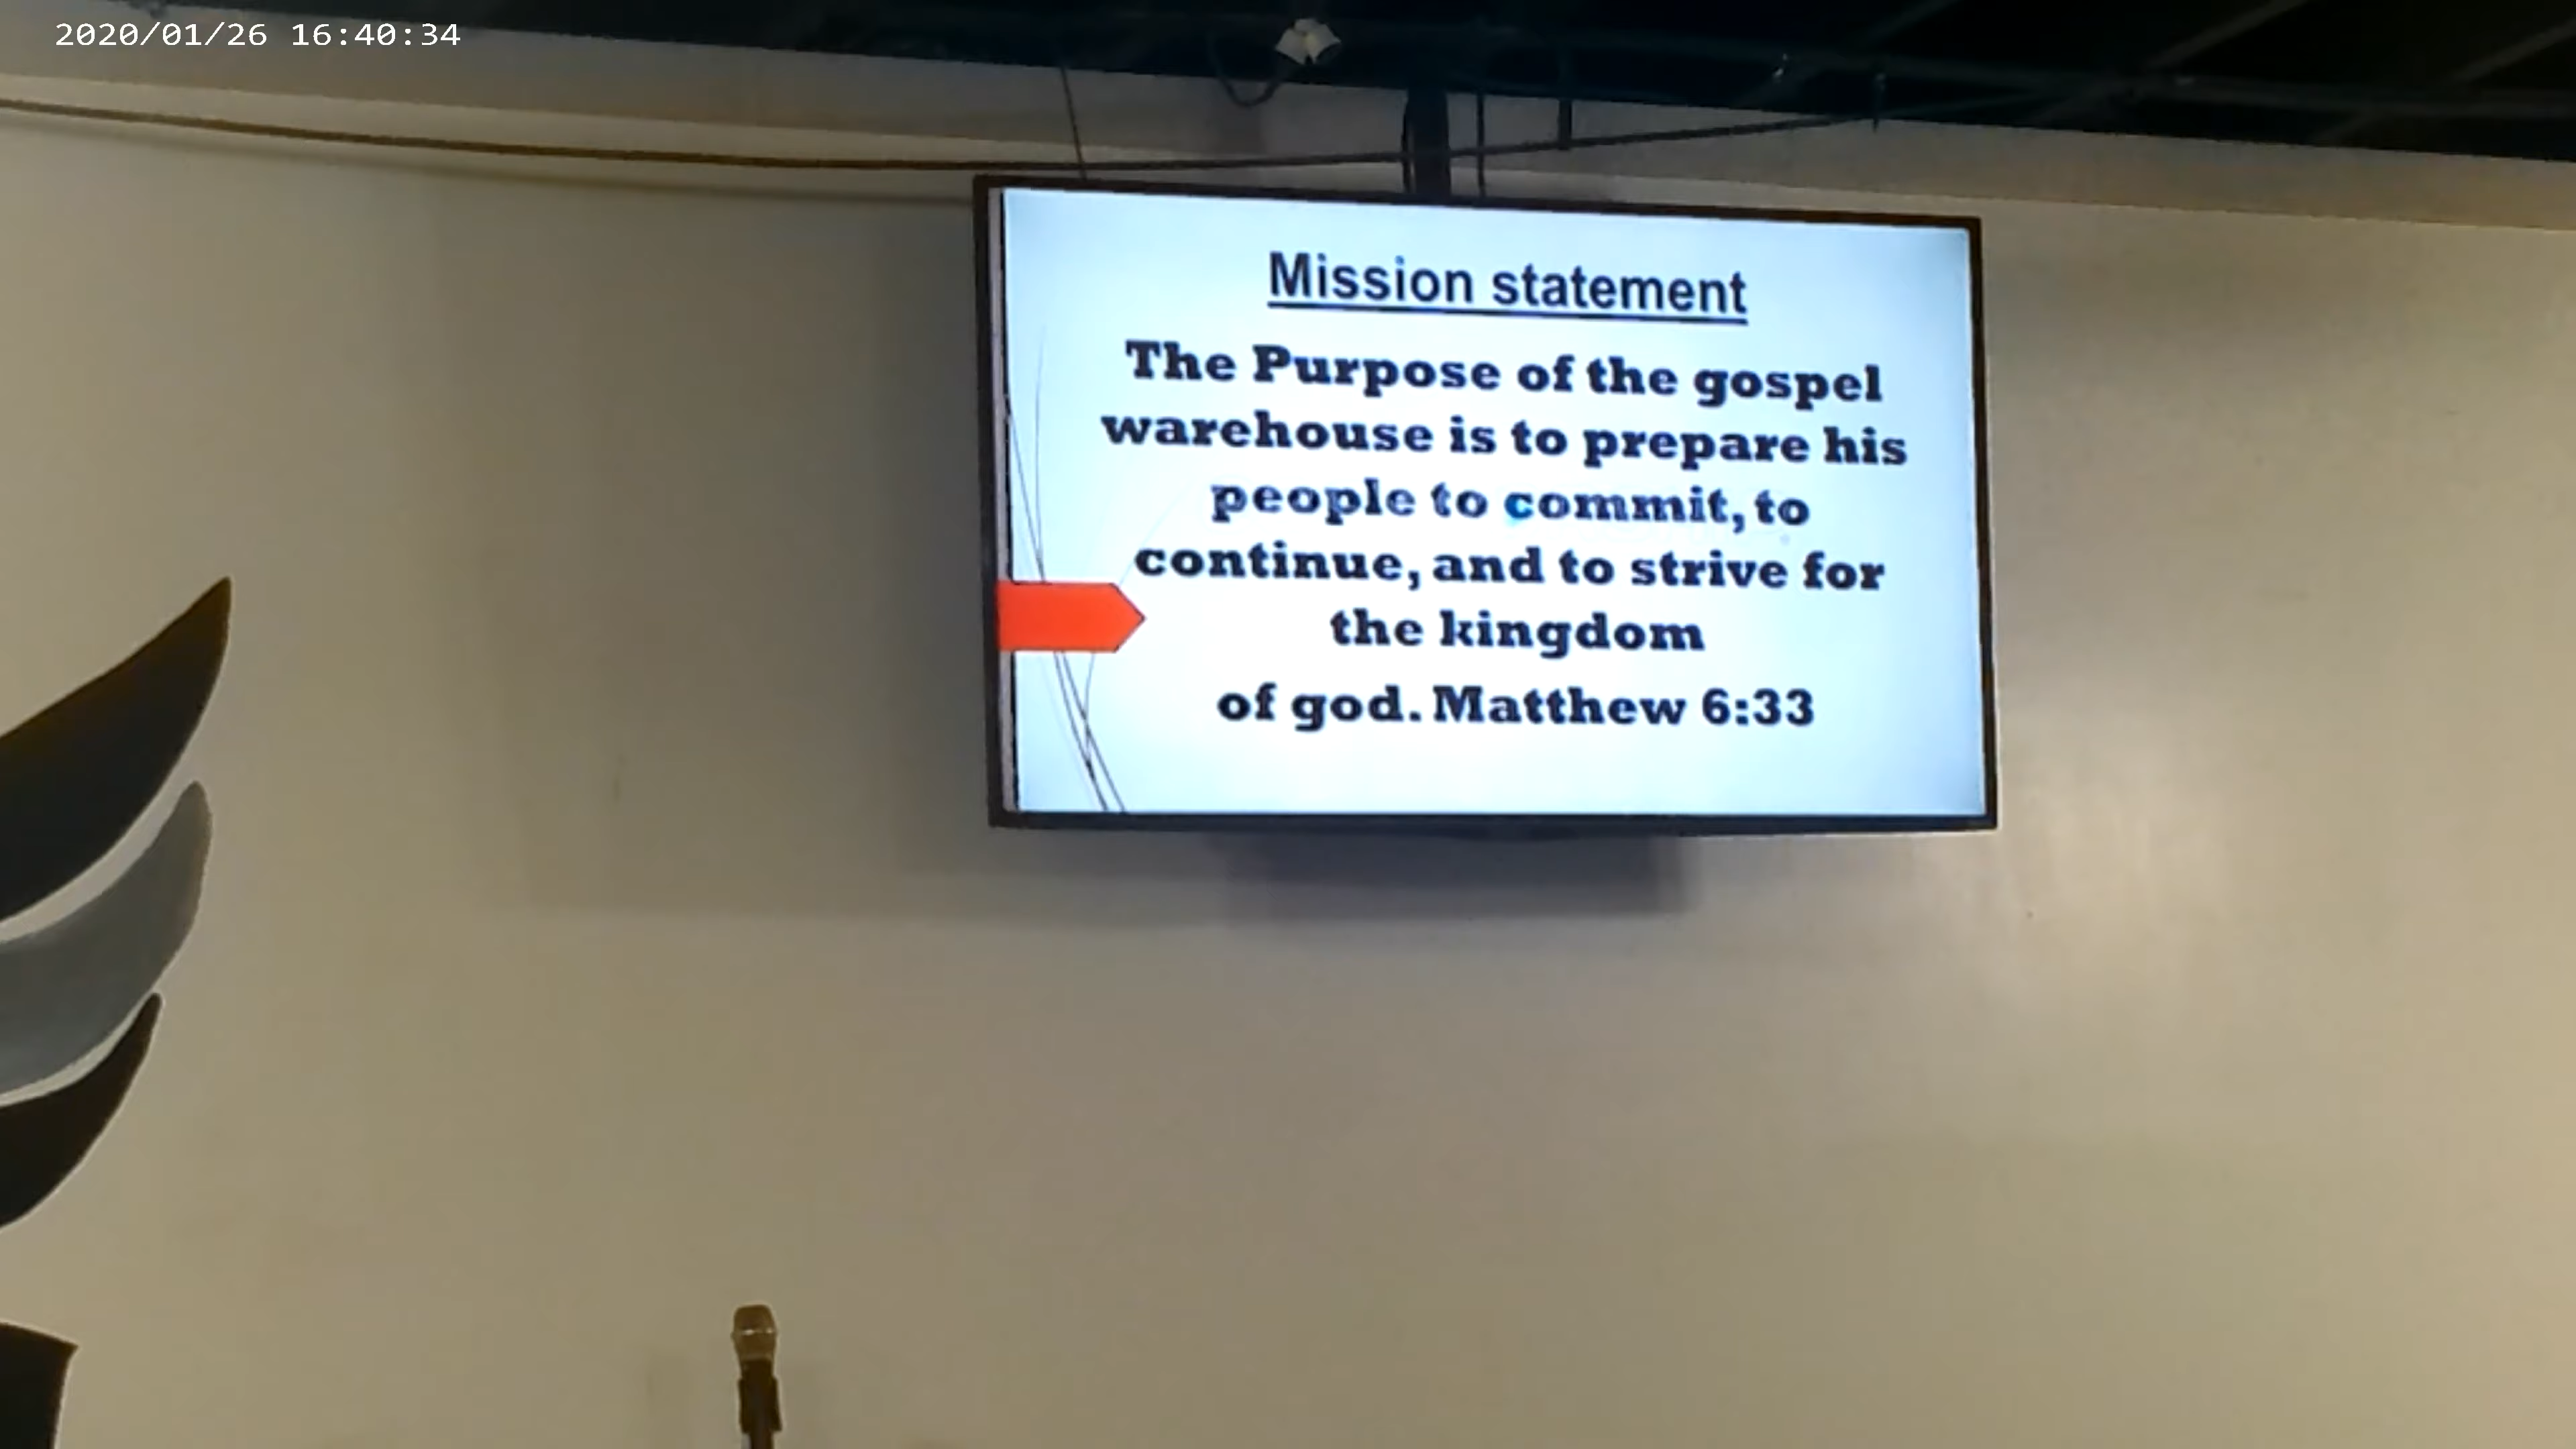 2020/01/26 16:40:34
Mission statement
The Purpose of the gospel
warehouse is to prepare his
people to commit, to
continue, and to strive for
the kingdom
of god. Matthew 6:33